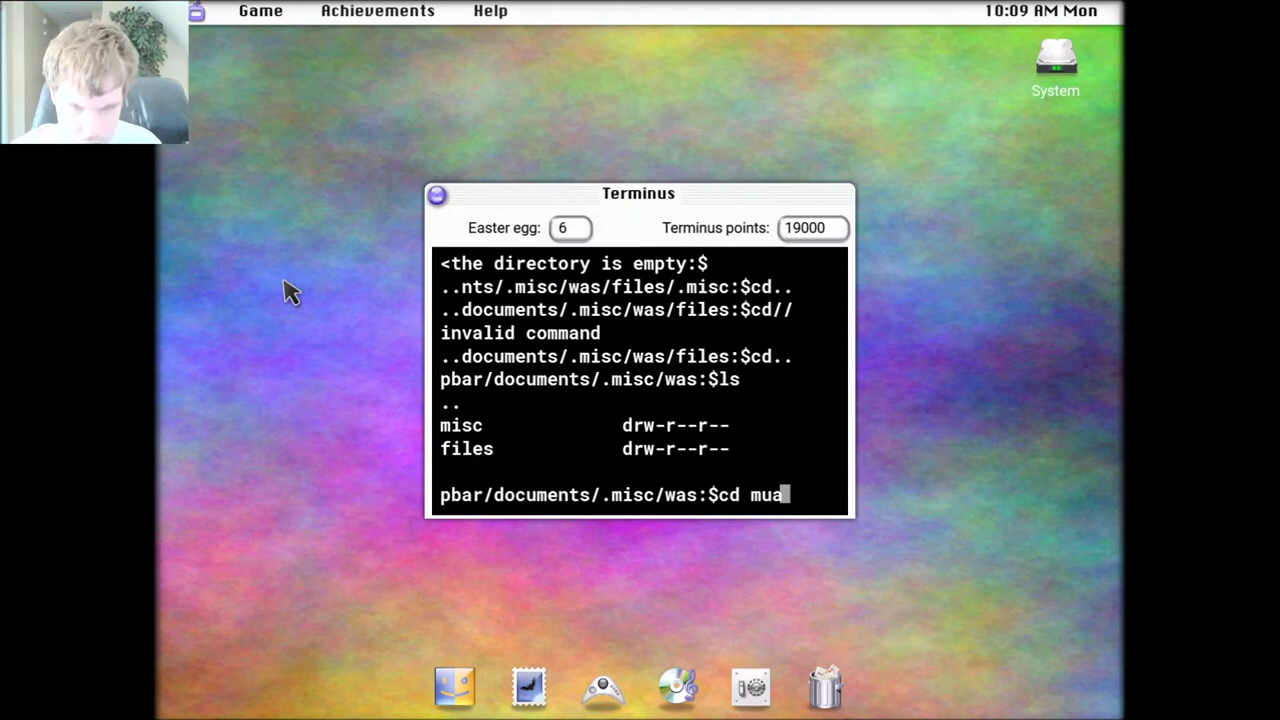 Game Achievements Help 10:09 AM Mon
System
Terminus
Easter egg: 6 Terminus points: 19000
<the directory is empty:$
..nts/.misc/was/files/.misc:$cd..
..documents/.misc/was/files:$cd//
invalid command
..documents/.misc/was/files:$cd..
pbar/documents/.misc/was:$ls
..
misc drw-r--r--
files drw-r--r--
pbar/documents/.misc/was:$cd mua